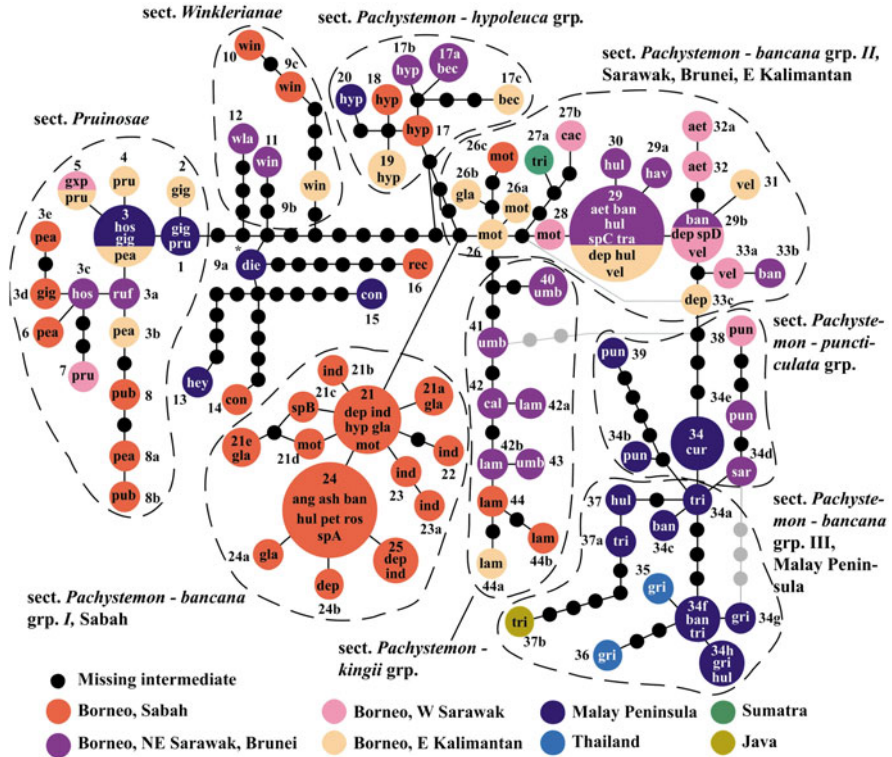 sect. Winklerianae
sect. Pachystemon - hypoleuca grp.
sect. Pachystemon - bancana grp. II,
Sarawak, Brunei, E Kalimantan
sect. Pruinosae
10
win
9c
win
12
wla
11
win
win
9b
20
hyp
18
hyp
17b
hyp
17a
bec
17c
bec
hyp
17
19
hyp
26c
mot
26b
gla
26a
mot
mot
26
27a
tri
27b
cac
28
mot
30
hul
29a
hav
29
aet ban
hul
spC tra
dep hul
vel
aet
32a
aet
32
vel
31
ban
dep spD
vel
29b
33a
vel
33b
ban
dep
33c
5
gxp
pru
4
pru
2
gig
3
hos
gig
pea
gig
pru
1
3e
pea
3d
gig
3c
hos
ruf
3a
6
pea
pea
3b
7
pru
pub
8
pea
8a
pub
8b
*
9a
die
rec
16
con
15
hey
13
14
con
21b
ind
21c
spB
21
dep ind
hyp gla
mot
21a
gla
21e
gla
mot
21d
ind
22
ind
23
ind
23a
24
ang ash ban
hul pet ros
spA
24a
gla
dep
24b
25
dep
ind
sect. Pachystemon - bancana
grp. I, Sabah
40
umb
41
umb
42
cal
lam
42a
42b
lam
umb
43
lam
44
lam
44b
lam
44a
sect. Pachystemon -
kingii grp.
sect. Pachyste-
mon - puncti-
culata grp.
pun
39
38
pun
34e
pun
34b
pun
34
cur
34d
sar
37
hul
tri
34a
37a
tri
ban
34c
35
gri
34f
ban
tri
gri
34g
36
gri
34h
gri
hul
tri
37b
sect. Pachyste-
mon - bancana
grp. III,
Malay Penin-
sula
Missing intermediate
Borneo, Sabah
Borneo, NE Sarawak, Brunei
Borneo, W Sarawak
Borneo, E Kalimantan
Malay Peninsula
Thailand
Sumatra
Java